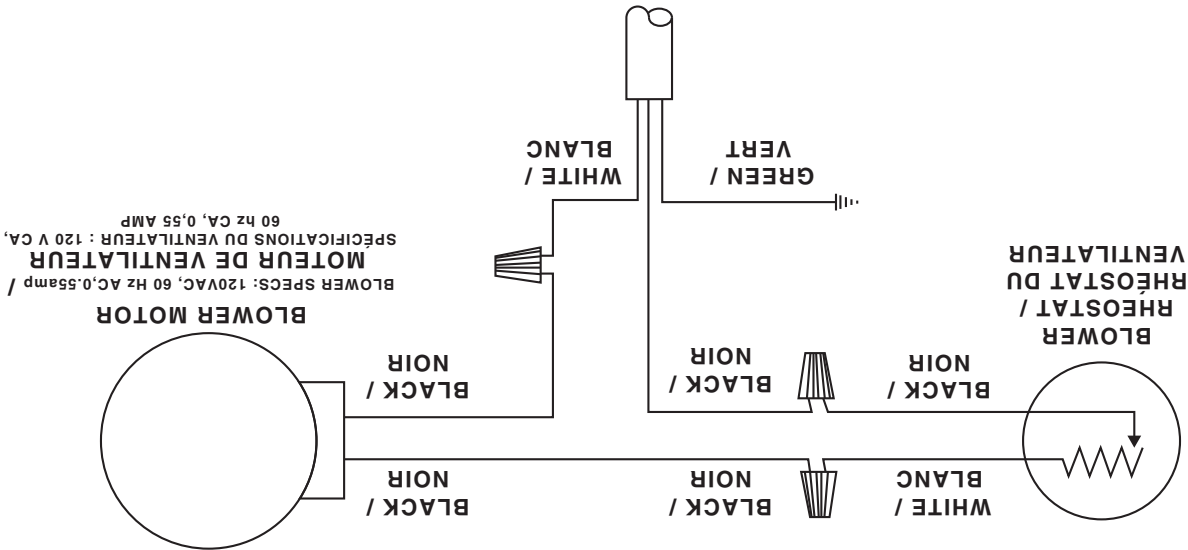 WHITE /
BLANC
BLACK /
NOIR
BLACK /
NOIR
BLOWER
RHEOSTAT /
RHÉOSTAT DU
VENTILATEUR
BLACK /
NOIR
BLACK /
NOIR
BLACK /
NOIR
BLOWER MOTOR
BLOWER SPECS: 120VAC, 60 Hz AC,0.55amp /
MOTEUR DE VENTILATEUR
SPÉCIFICATIONS DU VENTILATEUR : 120 V CA,
60 hz CA, 0,55 AMP
GREEN /
VERT
WHITE /
BLANC